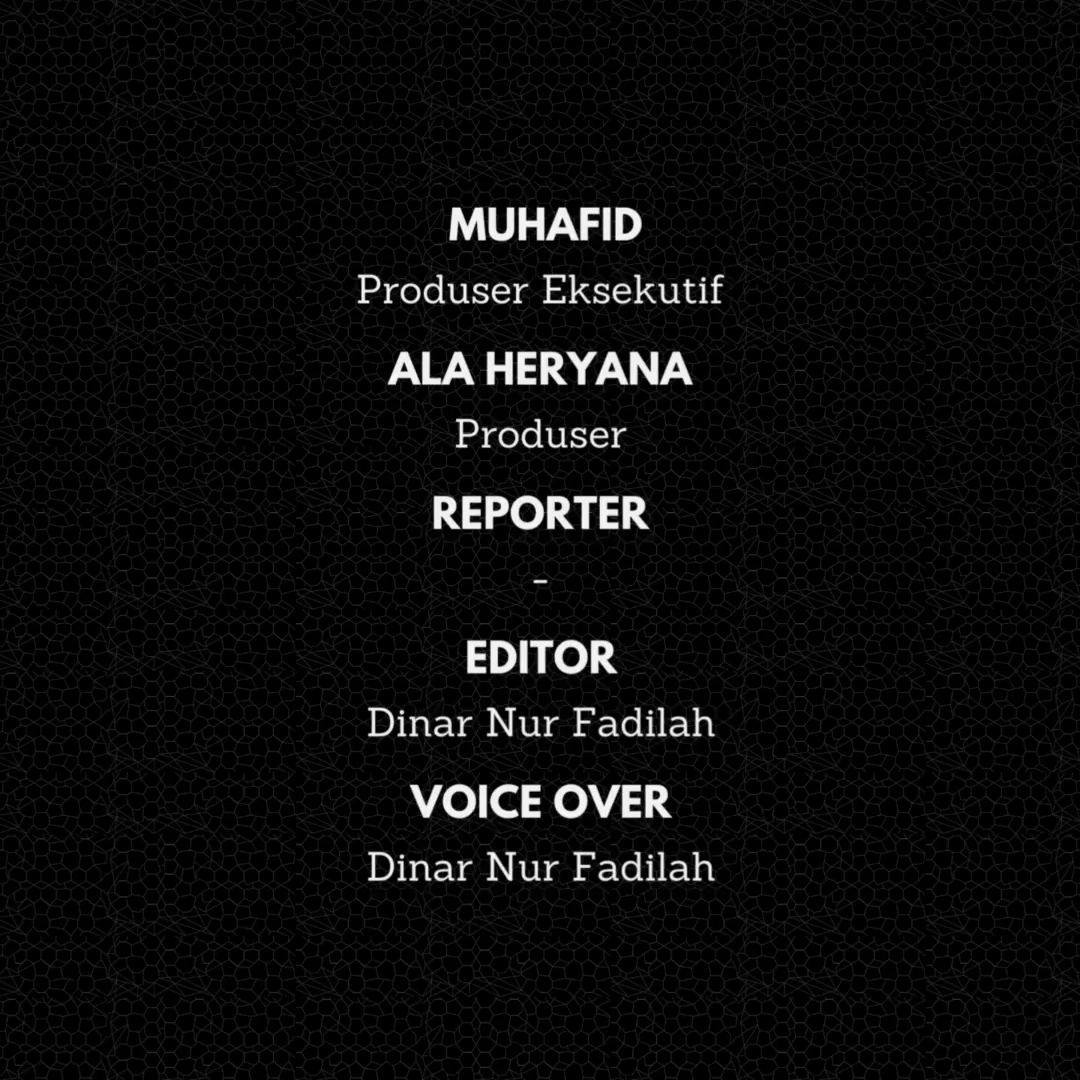 MUHAFID
Produser Eksekutif
ALA HERYANA
Produser
REPORTER
-
EDITOR
Dinar Nur Fadilah
VOICE OVER
Dinar Nur Fadilah